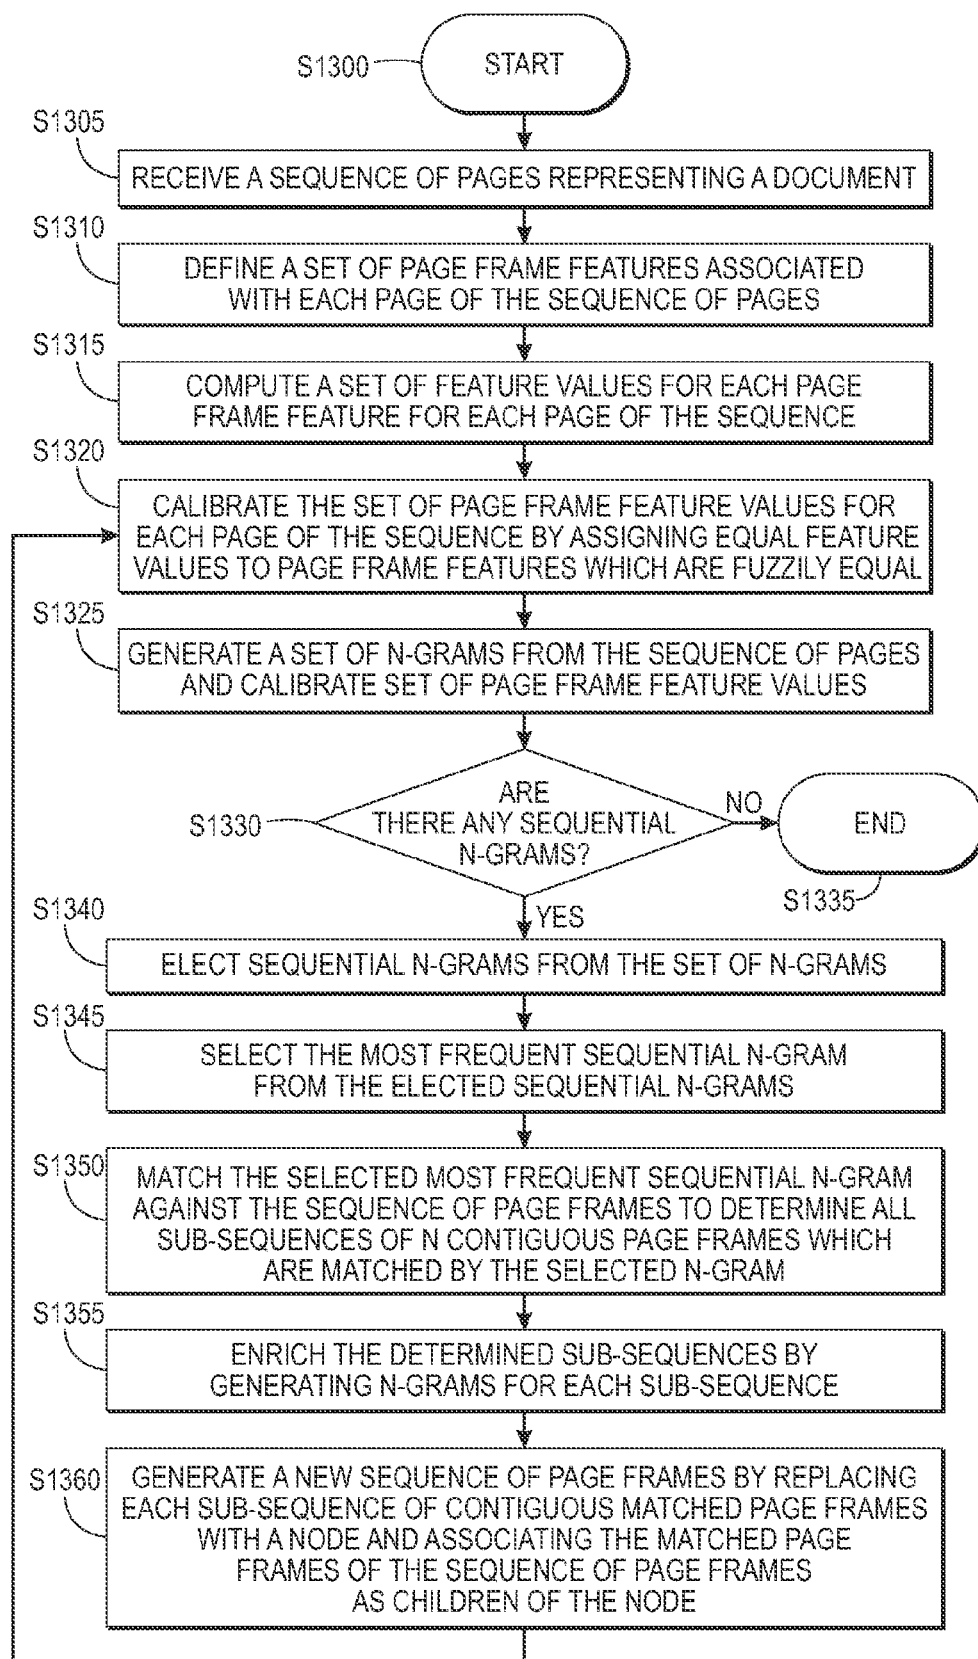 S1300
START
S1305
RECEIVE A SEQUENCE OF PAGES REPRESENTING A DOCUMENT
S1310
DEFINE A SET OF PAGE FRAME FEATURES ASSOCIATED
WITH EACH PAGE OF THE SEQUENCE OF PAGES
S1315
COMPUTE A SET OF FEATURE VALUES FOR EACH PAGE
FRAME FEATURE FOR EACH PAGE OF THE SEQUENCE
S1320
CALIBRATE THE SET OF PAGE FRAME FEATURE VALUES FOR
EACH PAGE OF THE SEQUENCE BY ASSIGNING EQUAL FEATURE
VALUES TO PAGE FRAME FEATURES WHICH ARE FUZZILY EQUAL
S1325
GENERATE A SET OF N-GRAMS FROM THE SEQUENCE OF PAGES
AND CALIBRATE SET OF PAGE FRAME FEATURE VALUES
S1330
ARE
THERE ANY SEQUENTIAL
N-GRAMS?
NO
END
S1335
YES
S1340
ELECT SEQUENTIAL N-GRAMS FROM THE SET OF N-GRAMS
S1345
SELECT THE MOST FREQUENT SEQUENTIAL N-GRAM
FROM THE ELECTED SEQUENTIAL N-GRAMS
S1350
MATCH THE SELECTED MOST FREQUENT SEQUENTIAL N-GRAM
AGAINST THE SEQUENCE OF PAGE FRAMES TO DETERMINE ALL
SUB-SEQUENCES OF N CONTIGUOUS PAGE FRAMES WHICH
ARE MATCHED BY THE SELECTED N-GRAM
S1355
ENRICH THE DETERMINED SUB-SEQUENCES BY
GENERATING N-GRAMS FOR EACH SUB-SEQUENCE
S1360
GENERATE A NEW SEQUENCE OF PAGE FRAMES BY REPLACING
EACH SUB-SEQUENCE OF CONTIGUOUS MATCHED PAGE FRAMES
WITH A NODE AND ASSOCIATING THE MATCHED PAGE
FRAMES OF THE SEQUENCE OF PAGE FRAMES
AS CHILDREN OF THE NODE